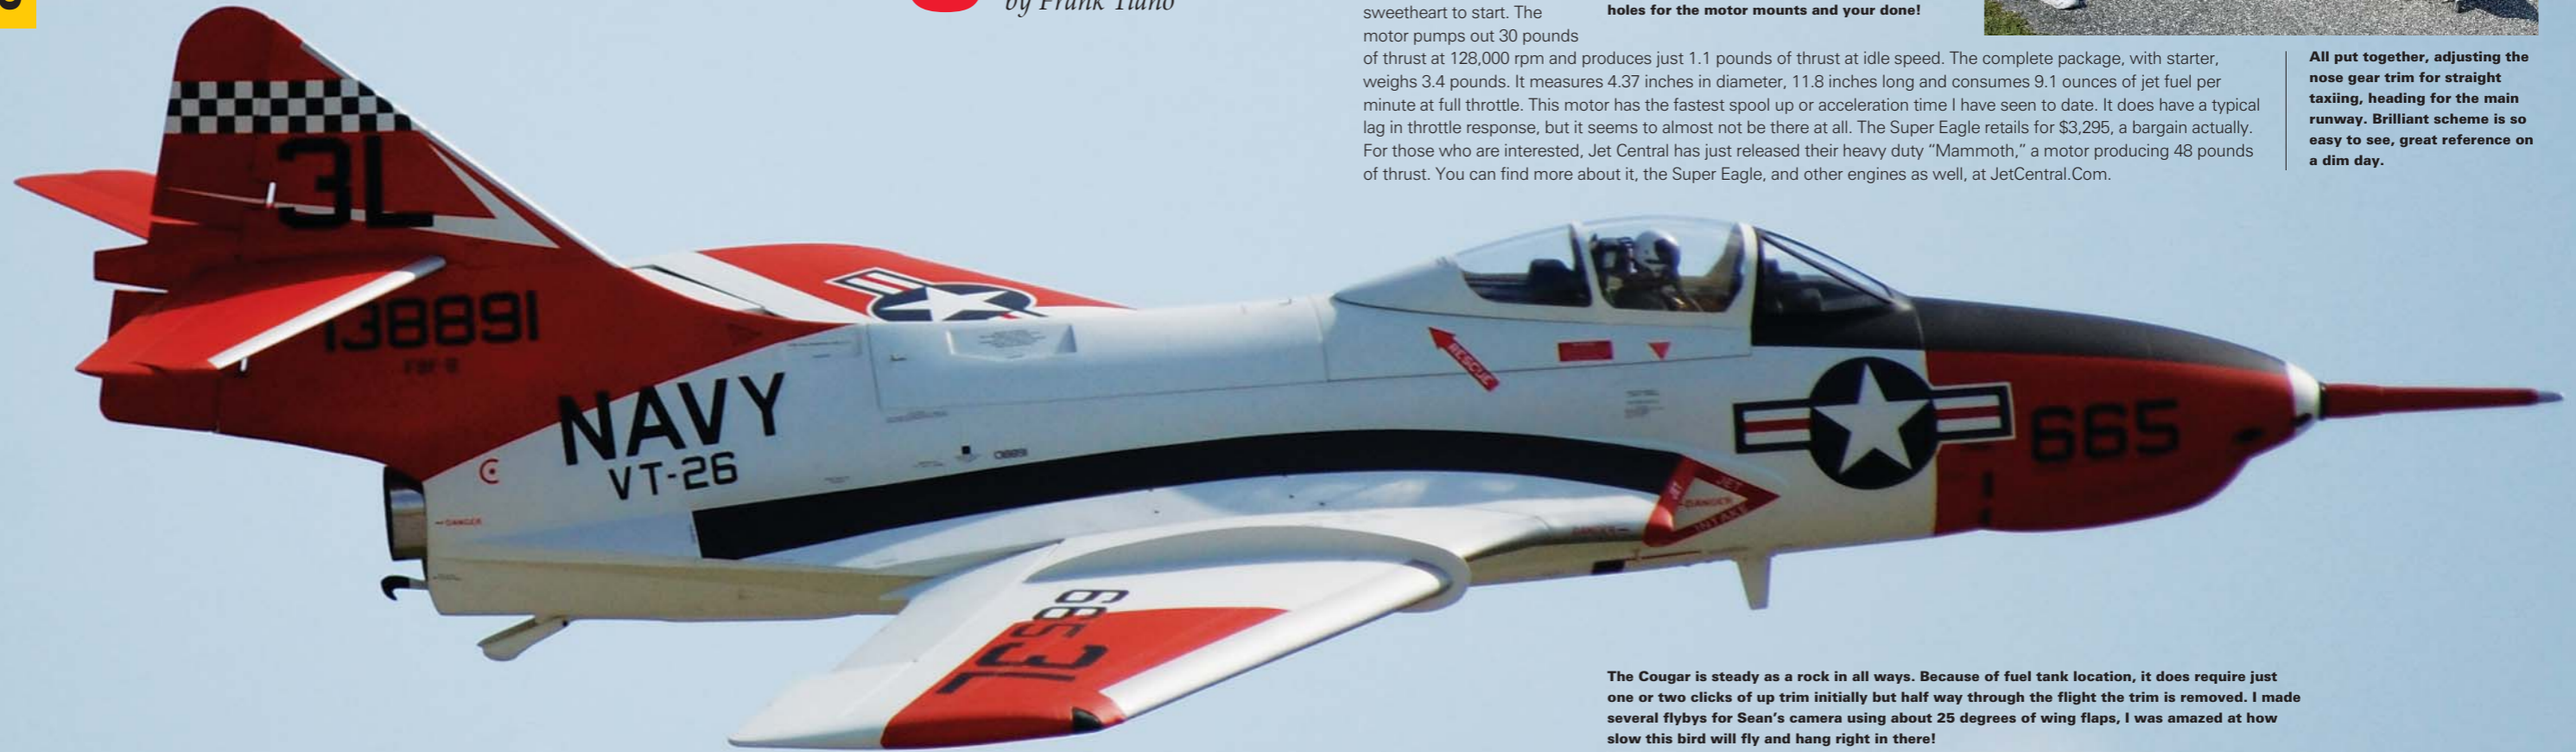 by Frank Tiano
sweetheart to start. The
motor pumps out 30 pounds
of thrust at 128,000 rpm and produces just 1.1 pounds of thrust at idle speed. The complete package, with starter,
weighs 3.4 pounds. It measures 4.37 inches in diameter, 11.8 inches long and consumes 9.1 ounces of jet fuel per
minute at full throttle. This motor has the fastest spool up or acceleration time I have seen to date. It does have a typical
lag in throttle response, but it seems to almost not be there at all. The Super Eagle retails for $3,295, a bargain actually.
For those who are interested, Jet Central has just released their heavy duty “Mammoth,” a motor producing 48 pounds
of thrust. You can find more about it, the Super Eagle, and other engines as well, at JetCentral.Com.
holes for the motor mounts and your done!
All put together, adjusting the
nose gear trim for straight
taxiing, heading for the main
runway. Brilliant scheme is so
easy to see, great reference on
a dim day.
3L
138891
NAVY
VT-26
RESCUE
665
JET
DANGER
INTAKE
DANGER
3L
The Cougar is steady as a rock in all ways. Because of fuel tank location, it does require just
one or two clicks of up trim initially but half way through the flight the trim is removed. I made
several flybys for Sean’s camera using about 25 degrees of wing flaps, I was amazed at how
slow this bird will fly and hang right in there!